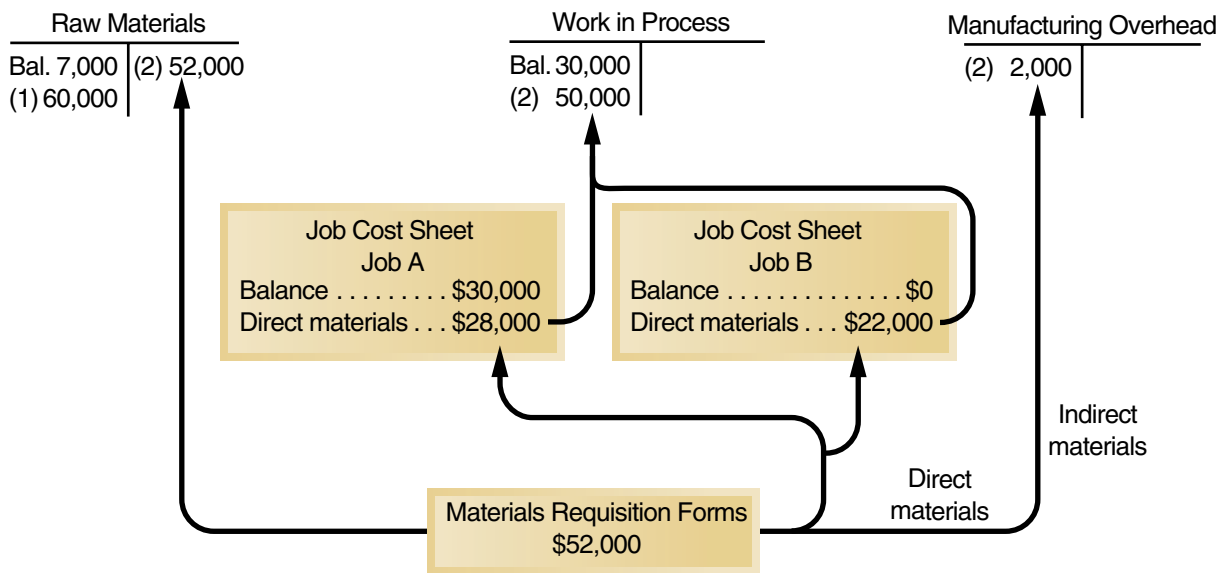 Raw Materials
Bal. 7,000 (2) 52,000
(1) 60,000
Work in Process
Bal. 30,000
(2) 50,000
Manufacturing Overhead
(2) 2,000
Job Cost Sheet
Job A
Balance . . . . . . . . . $30,000
Direct materials . . . $28,000
Job Cost Sheet
Job B
Balance . . . . . . . . . . . . . . $0
Direct materials . . . $22,000
Indirect
materials
Direct
materials
Materials Requisition Forms
$52,000